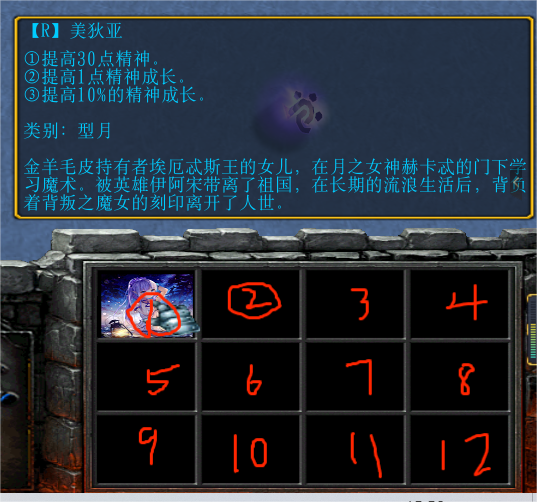 【R】美狄亚
①提高30点精神。
②提高1点精神成长。
③提高10%的精神成长。
类别：型月
金羊毛皮持有者埃厄忒斯王的女儿，在月之女神赫卡忒的门下学
习魔术。被英雄伊阿宋带离了祖国，在长期的流浪生活后，背负
着背叛之魔女的刻印离开了人世。
① ② 3 4
5 6 7 8
9 10 11 12